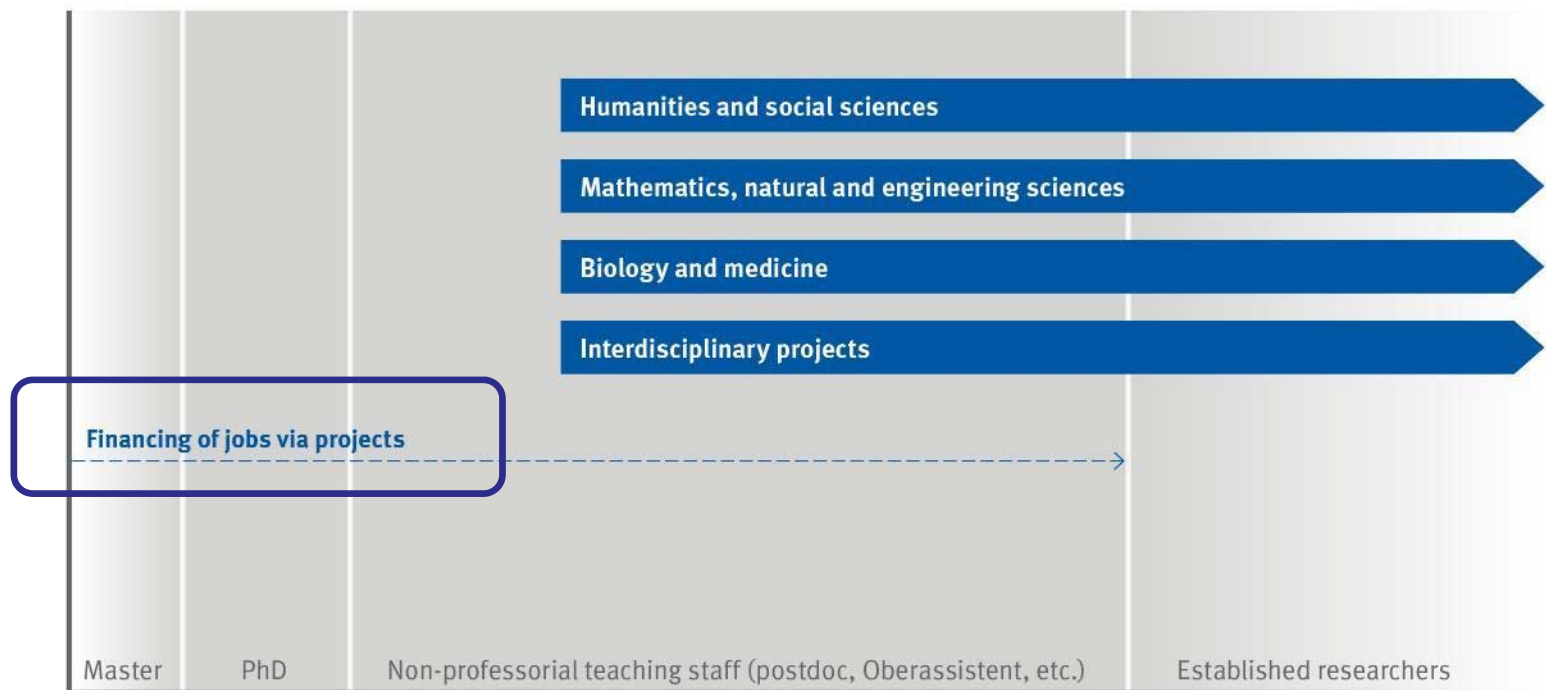 Humanities and social sciences
Mathematics, natural and engineering sciences
Biology and medicine
Interdisciplinary projects
Financing of jobs via projects
Master PhD Non-professorial teaching staff (postdoc, Oberassistent, etc.) Established researchers